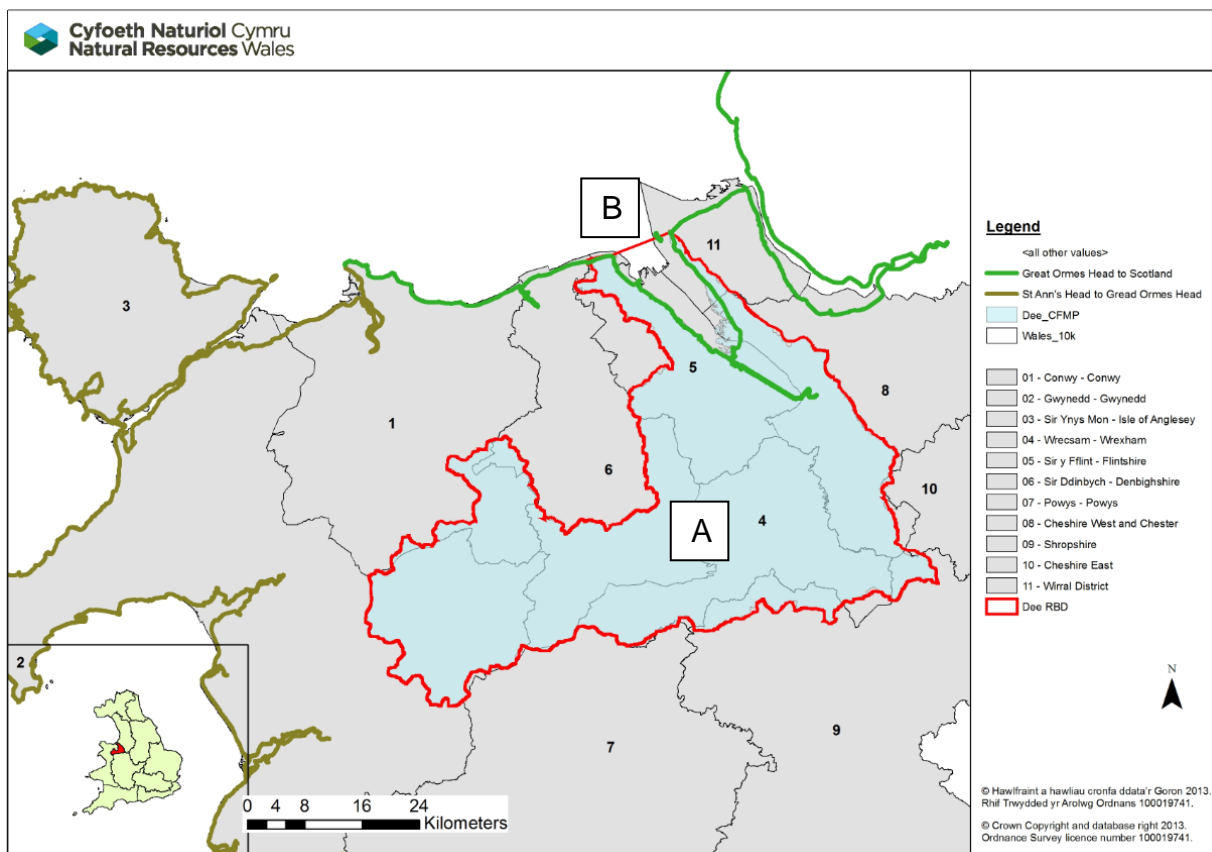 Cyfoeth Naturiol Cymru
Natural Resources Wales
B
11
3
5
8
1
6
10
A
4
2
7
9
0 4 8 16 24
Kilometers
Legend
<all other values>
Great Ormes Head to Scotland
St Ann's Head to Gread Ormes Head
Dee_CFMP
Wales_10k
01 - Conwy - Conwy
02 - Gwynedd - Gwynedd
03 - Sir Ynys Mon - Isle of Anglesey
04 - Wrecsam - Wrexham
05 - Sir y Fflint - Flintshire
06 - Sir Ddinbych - Denbighshire
07 - Powys - Powys
08 - Cheshire West and Chester
09 - Shropshire
10 - Cheshire East
11 - Wirral District
Dee RBD
N
© Hawlfraint a hawliau cronfa ddata'r Goron 2013.
Rhif Trwydded yr Arolwg Ordnans 100019741.
© Crown Copyright and database right 2013.
Ordnance Survey licence number 100019741.